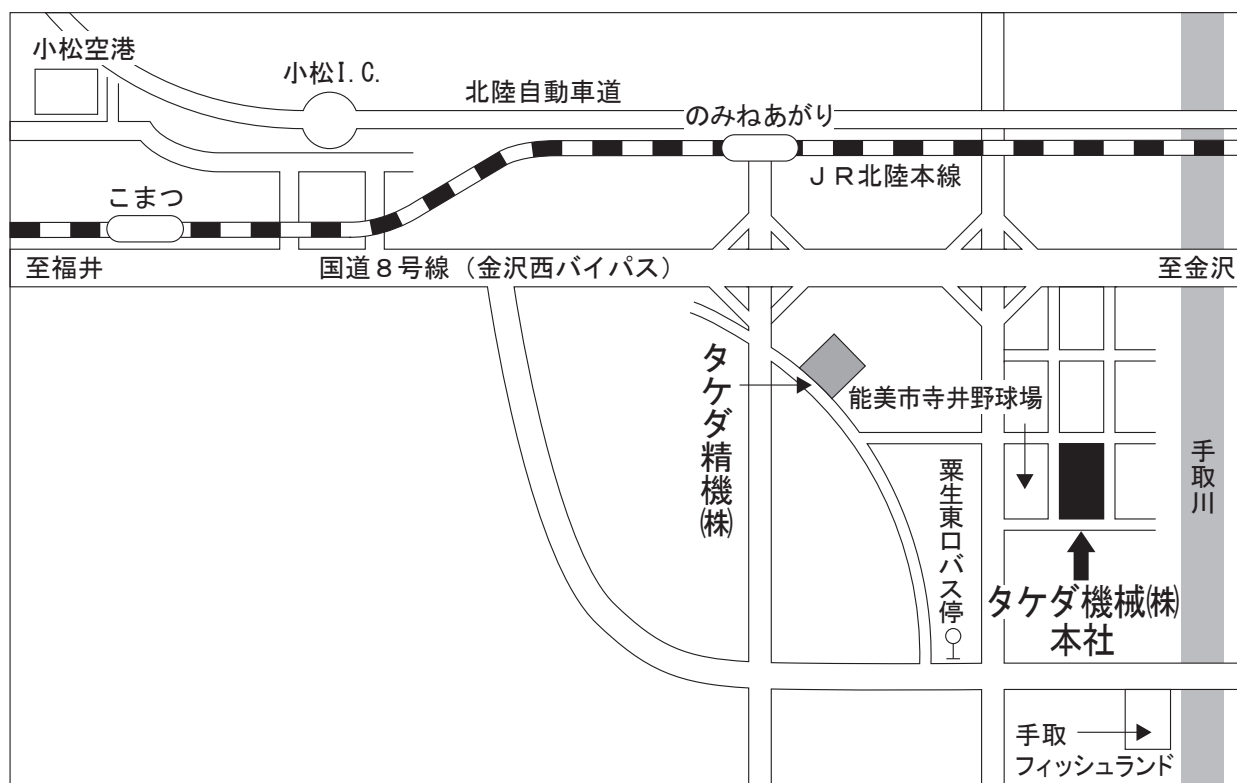 小松空港
小松I.C.
北陸自動車道
のみねあがり
JR北陸本線
こまつ
至福井
国道8号線（金沢西バイパス）
至金沢
タケダ精機㈱
能美市寺井野球場
粟生東口バス停
手取川
タケダ機械㈱
本社
手取
フィッシュランド